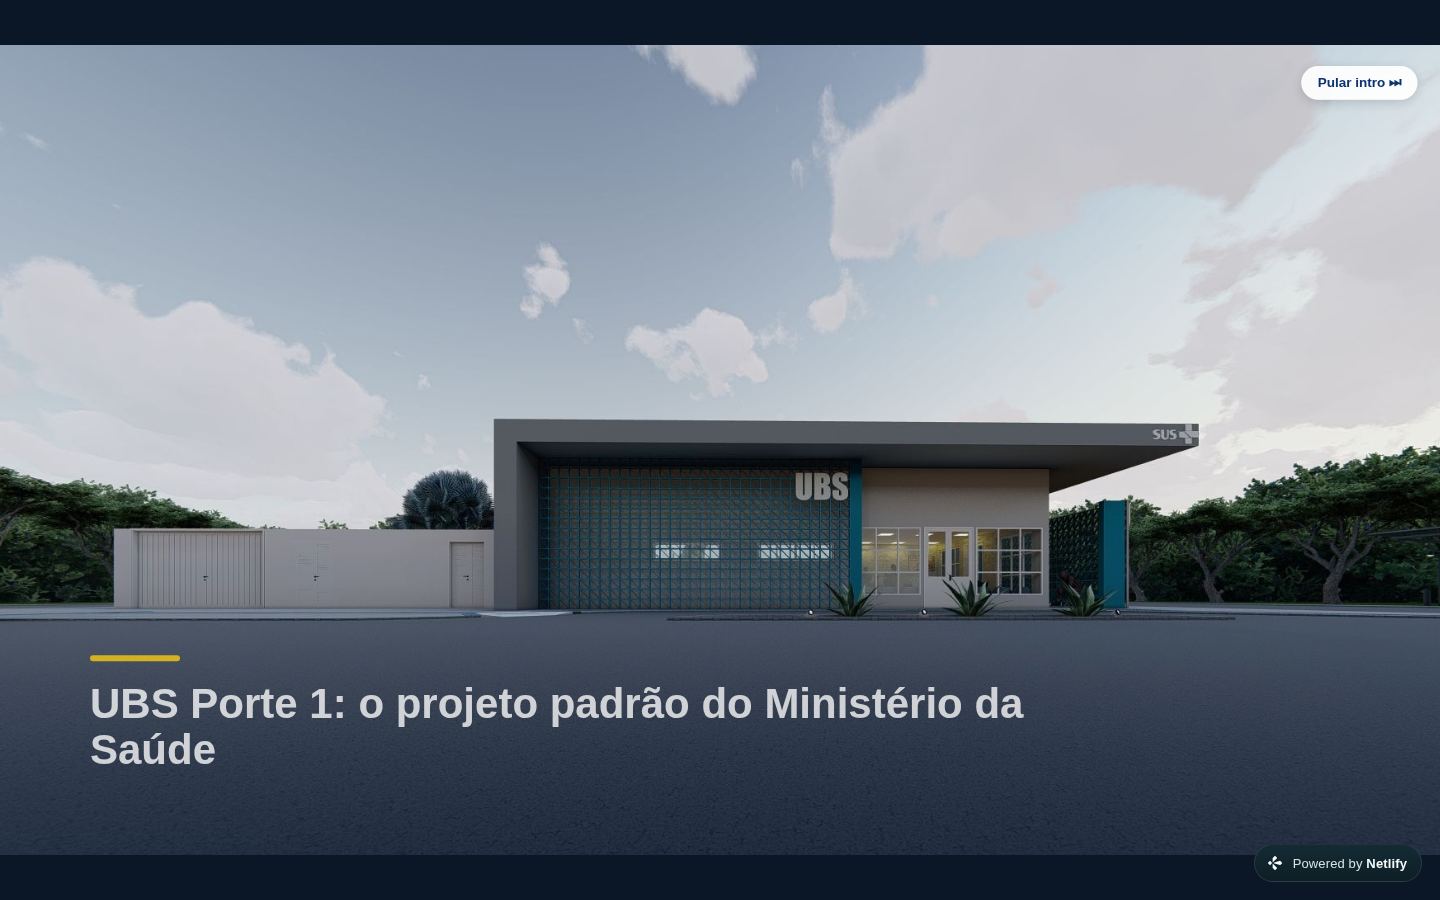 Pular intro ⏭
SUS
UBS
UBS Porte 1: o projeto padrão do Ministério da
Saúde
Powered by Netlify